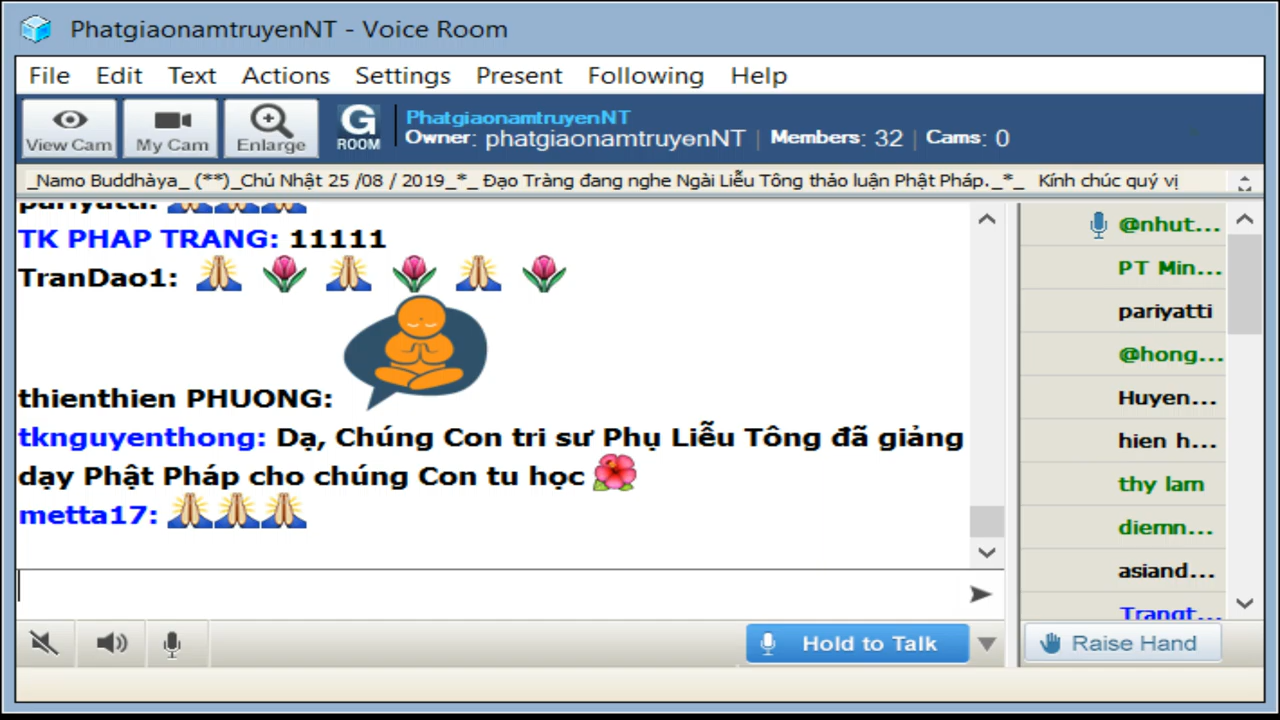 PhatgiaonamtruyenNT - Voice Room
File Edit Text Actions Settings Present Following Help
View Cam My Cam Enlarge G ROOM
PhatgiaonamtruyenNT
Owner: phatgiaonamtruyenNT | Members: 32 | Cams: 0
_Namo Buddhàya_ (**)_Chủ Nhật 25 /08 / 2019_*_ Đạo Tràng đang nghe Ngài Liễu Tông thảo luận Phật Pháp._*_ Kính chúc quý vị
pariyatti:
TK PHAP TRANG: 11111
TranDao1:
thienthien PHUONG:
tknguyenthong: Dạ, Chúng Con tri sư Phụ Liễu Tông đã giảng
dạy Phật Pháp cho chúng Con tu học
metta17:
@nhut...
PT Min...
pariyatti
@hong...
Huyen...
hien h...
thy lam
diemn...
asiand...
Trangt...
Hold to Talk
Raise Hand